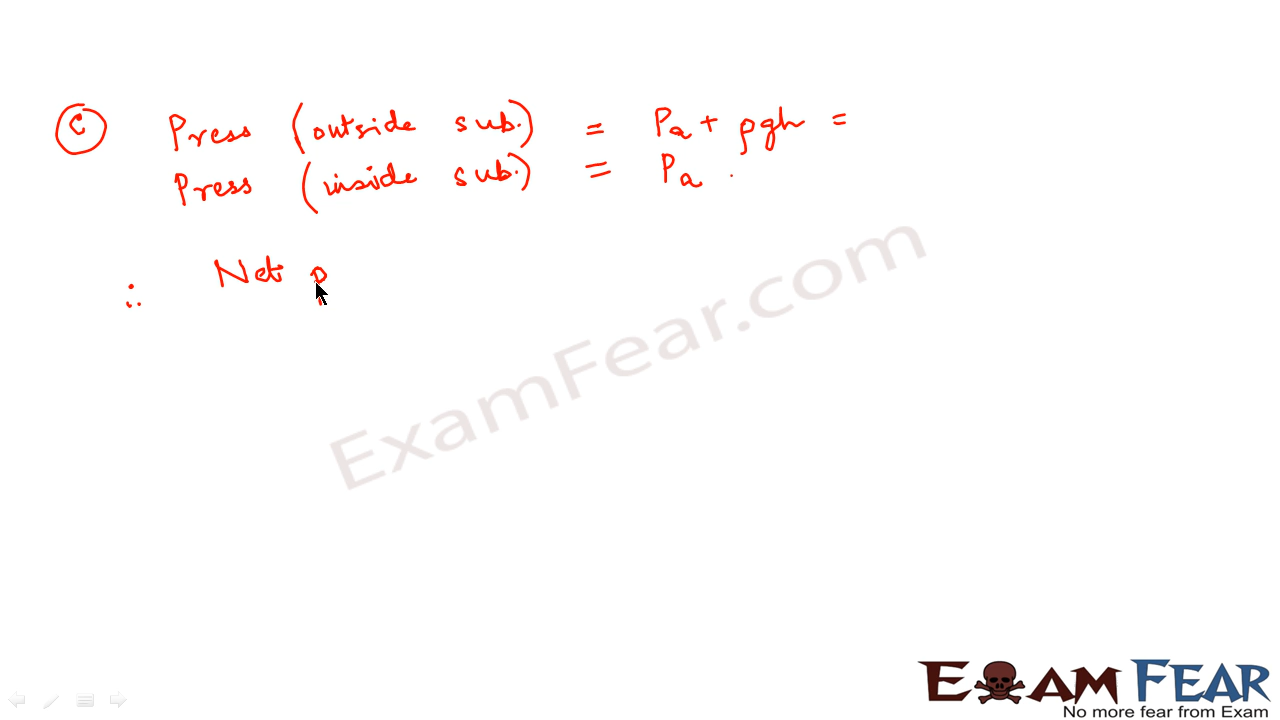 C Press (outside sub.) = Pa + ρgh =
Press (inside sub.) = Pa
∴ Net p
ExamFear.com
EXAM FEAR
No more fear from Exam